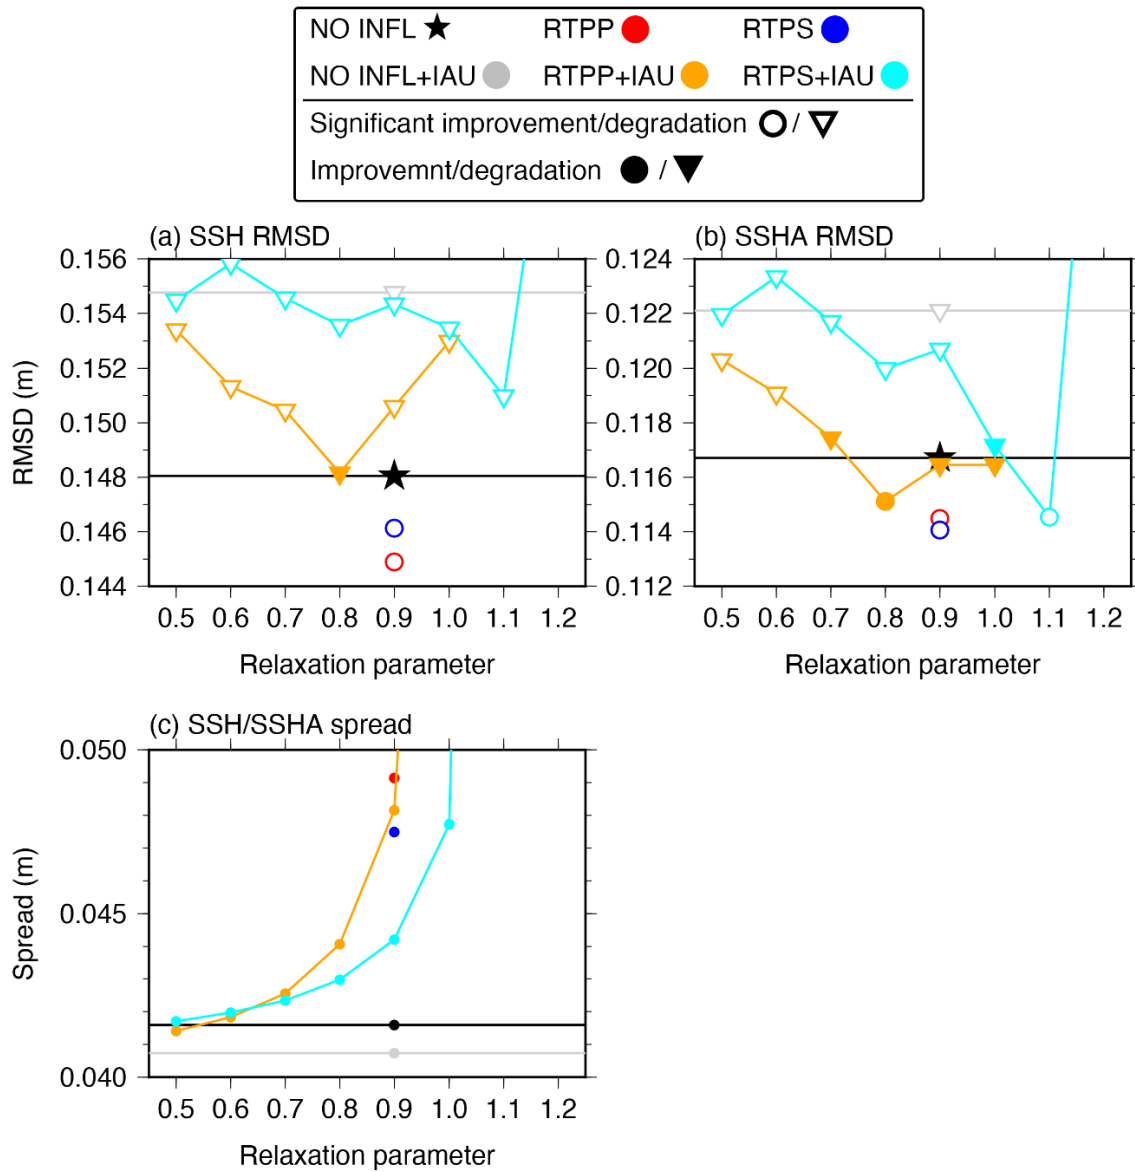 NO INFL RTPP RTPS
NO INFL+IAU RTPP+IAU RTPS+IAU
Significant improvement/degradation /
Improvemnt/degradation /
(a) SSH RMSD
0.156
0.154
0.152
0.150
0.148
0.146
0.144
RMSD (m)
0.5 0.6 0.7 0.8 0.9 1.0 1.1 1.2
Relaxation parameter
(b) SSHA RMSD
0.124
0.122
0.120
0.118
0.116
0.114
0.112
0.5 0.6 0.7 0.8 0.9 1.0 1.1 1.2
Relaxation parameter
(c) SSH/SSHA spread
0.050
0.045
0.040
Spread (m)
0.5 0.6 0.7 0.8 0.9 1.0 1.1 1.2
Relaxation parameter